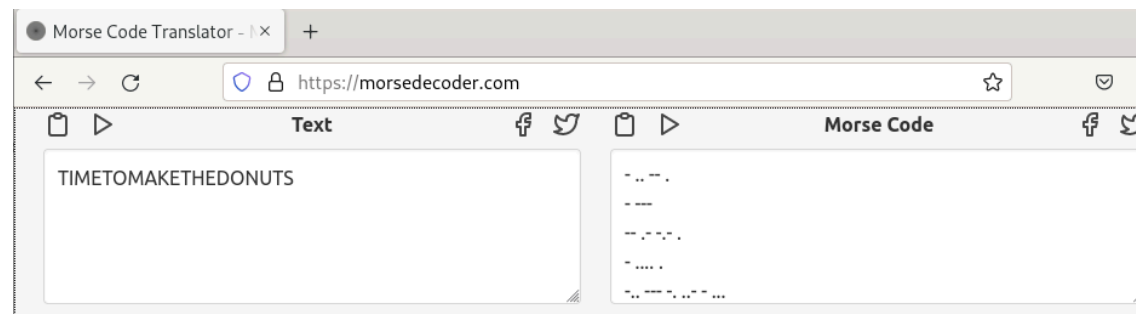 Morse Code Translator - M
https://morsedecoder.com
Text
Morse Code
TIMETOMAKETHEDONUTS
- .. -- .
- ---
-- .- -.- .
- .... .
-.. --- -. ..- - ...